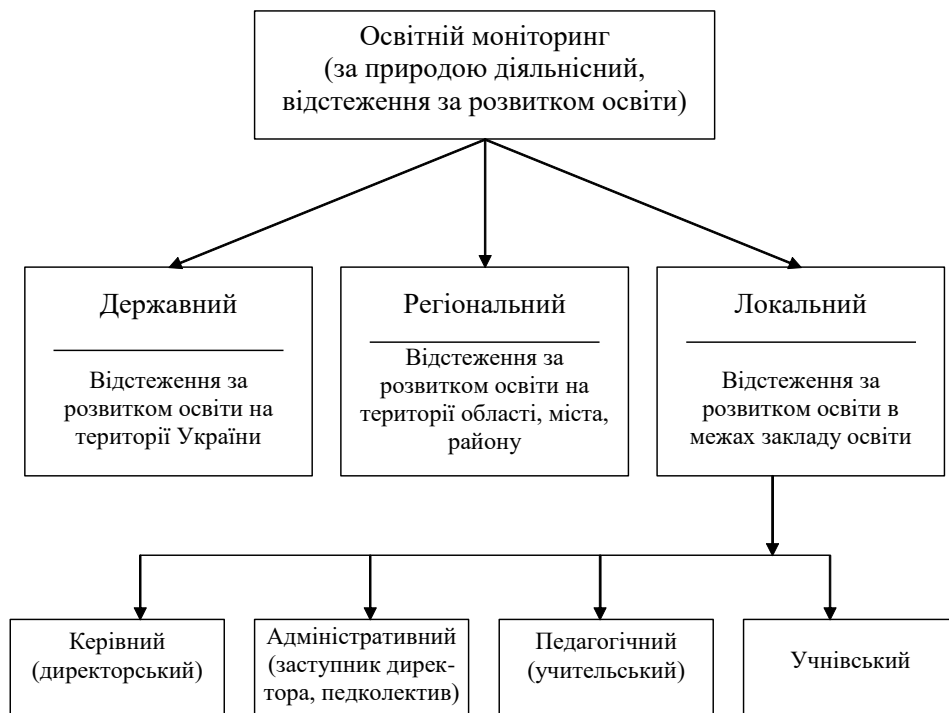 Освітній моніторинг
(за природою діяльнісний,
відстеження за розвитком освіти)
Державний
Відстеження за
розвитком освіти на
території України
Регіональний
Відстеження за
розвитком освіти на
території області, міста,
району
Локальний
Відстеження за
розвитком освіти в
межах закладу освіти
Керівний
(директорський)
Адміністративний
(заступник дирек-
тора, педколектив)
Педагогічний
(учительський)
Учнівський